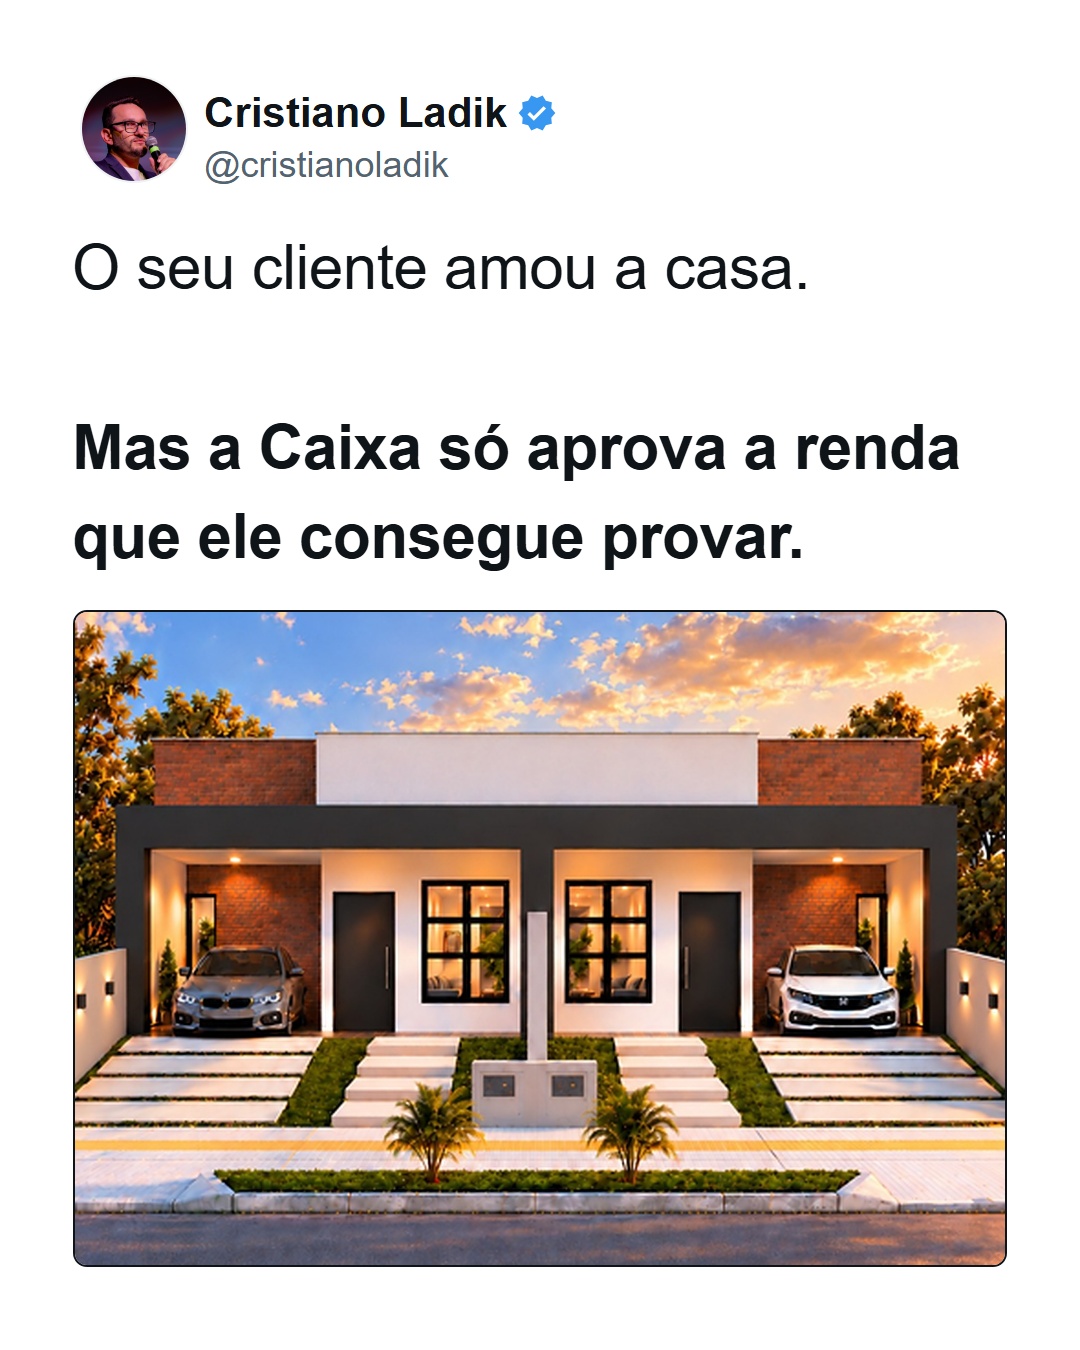 Cristiano Ladik
@cristianoladik
O seu cliente amou a casa.
Mas a Caixa só aprova a renda
que ele consegue provar.